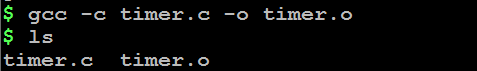 $ gcc -c timer.c -o timer.o
$ ls
timer.c  timer.o